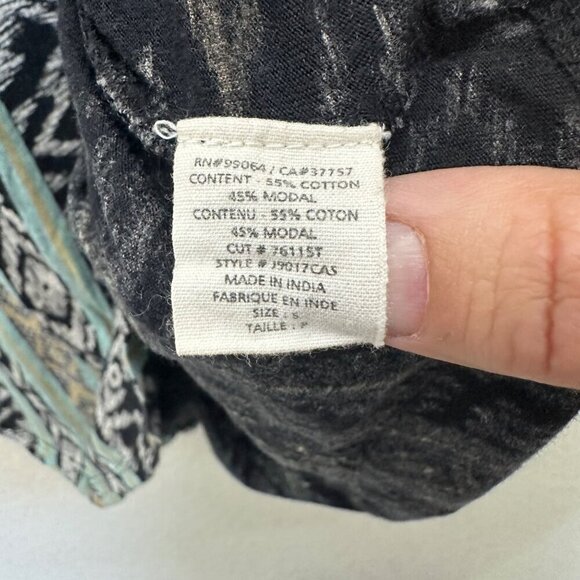 RN#99064 / CA#37757
CONTENT - 55% COTTON
45% MODAL
CONTENU - 55% COTON
45% MODAL
CUT # 76115T
STYLE # J9017CAS
MADE IN INDIA
FABRIQUE EN INDE
SIZE : S
TAILLE : P